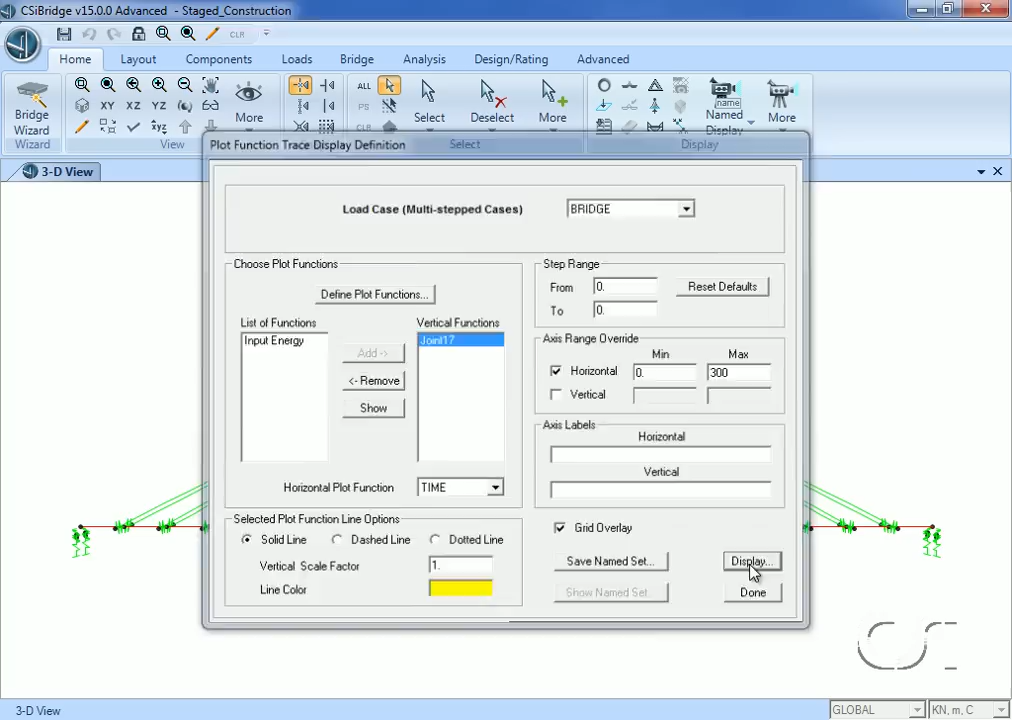 CSiBridge v15.0.0 Advanced - Staged_Construction
CLR
Home Layout Components Loads Bridge Analysis Design/Rating Advanced
Bridge Wizard
XY XZ YZ
xyz
More
ALL
PS
CLR
Select
Deselect
More
name
Named Display
More
Wizard View Select Display
3-D View
Plot Function Trace Display Definition
Load Case (Multi-stepped Cases) BRIDGE
Choose Plot Functions
Define Plot Functions...
List of Functions
Input Energy
Add ->
<- Remove
Show
Vertical Functions
Joint17
Horizontal Plot Function TIME
Selected Plot Function Line Options
Solid Line Dashed Line Dotted Line
Vertical Scale Factor 1.
Line Color
Step Range
From 0. Reset Defaults
To 0.
Axis Range Override
Min Max
Horizontal 0. 300
Vertical
Axis Labels
Horizontal
Vertical
Grid Overlay
Save Named Set... Display...
Show Named Set... Done
CSI
3-D View GLOBAL KN, m, C